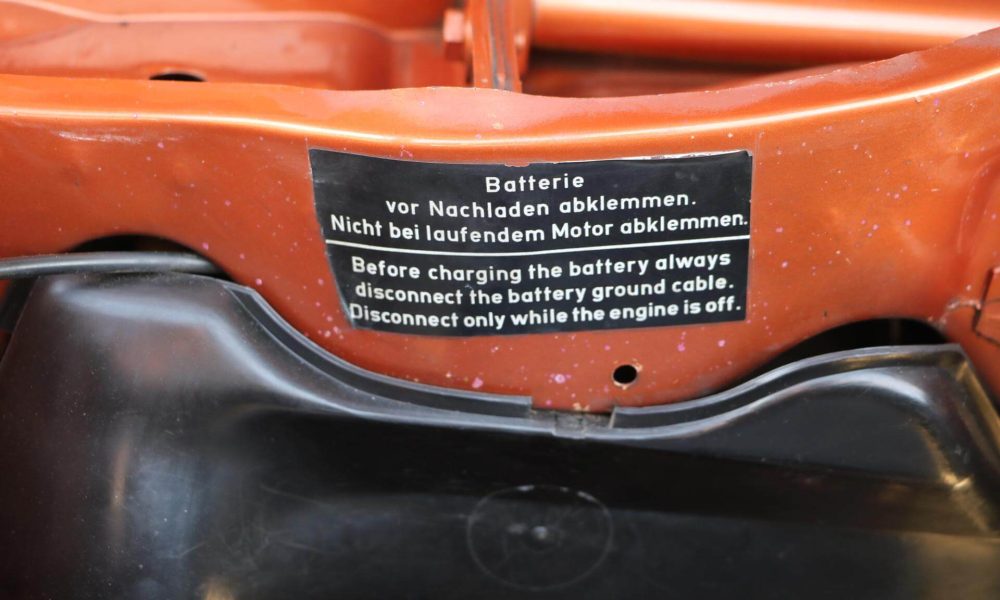 Batterie
vor Nachladen abklemmen.
Nicht bei laufendem Motor abklemmen.
Before charging the battery always
disconnect the battery ground cable.
Disconnect only while the engine is off.